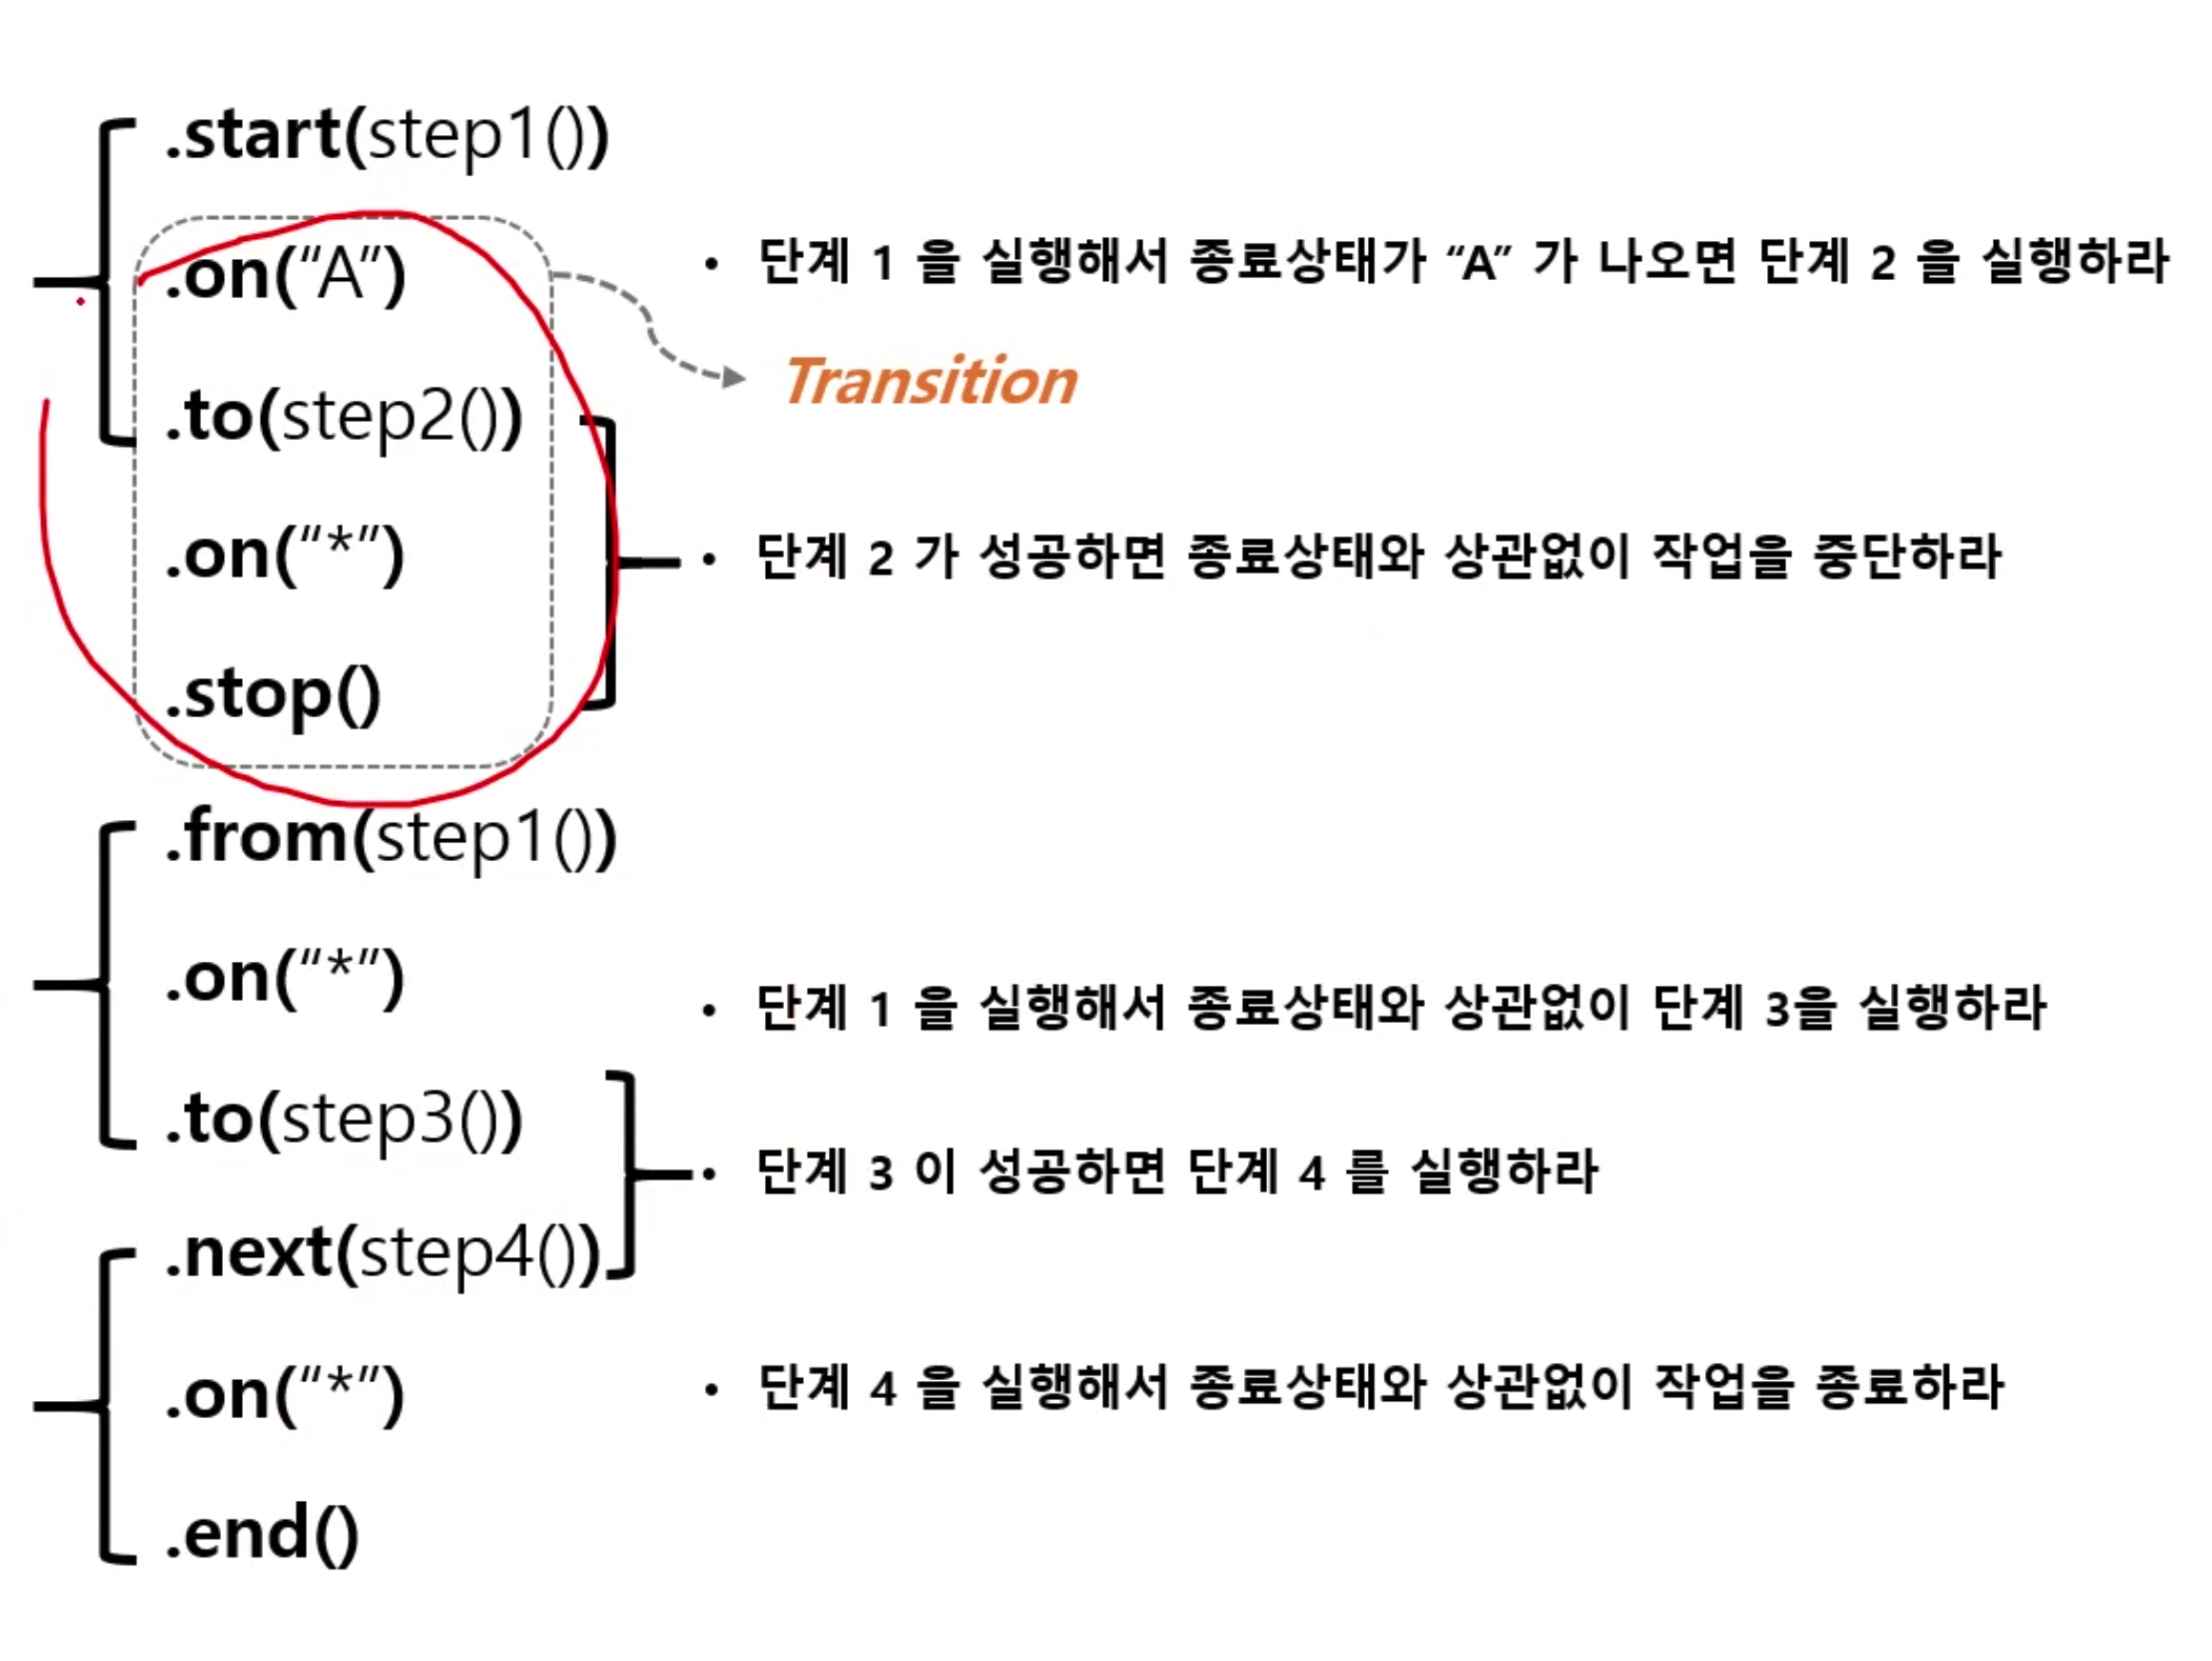 .start(step1())
.on(“A”)
• 단계 1 을 실행해서 종료상태가 “A” 가 나오면 단계 2 을 실행하라
Transition
.to(step2())
.on(“*”)
• 단계 2 가 성공하면 종료상태와 상관없이 작업을 중단하라
.stop()
.from(step1())
.on(“*”)
• 단계 1 을 실행해서 종료상태와 상관없이 단계 3을 실행하라
.to(step3())
• 단계 3 이 성공하면 단계 4 를 실행하라
.next(step4())
.on(“*”)
• 단계 4 을 실행해서 종료상태와 상관없이 작업을 종료하라
.end()